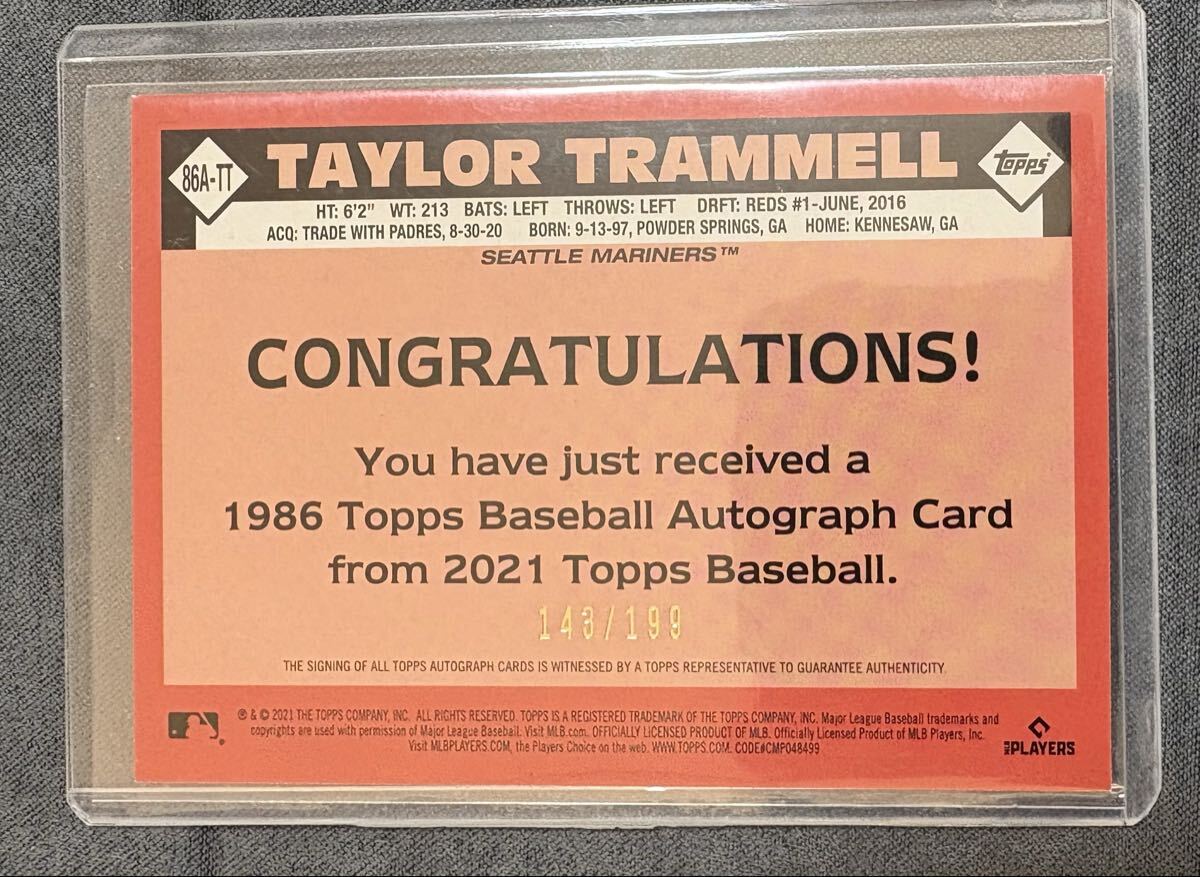 86A-TT
TAYLOR TRAMMELL
topps
HT: 6'2" WT: 213 BATS: LEFT THROWS: LEFT DRFT: REDS #1-JUNE, 2016
ACQ: TRADE WITH PADRES, 8-30-20 BORN: 9-13-97, POWDER SPRINGS, GA HOME: KENNESAW, GA
SEATTLE MARINERS™
CONGRATULATIONS!
You have just received a
1986 Topps Baseball Autograph Card
from 2021 Topps Baseball.
143/199
THE SIGNING OF ALL TOPPS AUTOGRAPH CARDS IS WITNESSED BY A TOPPS REPRESENTATIVE TO GUARANTEE AUTHENTICITY.
® & © 2021 THE TOPPS COMPANY, INC. ALL RIGHTS RESERVED. TOPPS IS A REGISTERED TRADEMARK OF THE TOPPS COMPANY, INC. Major League Baseball trademarks and
copyrights are used with permission of Major League Baseball. Visit MLB.com. OFFICIALLY LICENSED PRODUCT OF MLB. Officially Licensed Product of MLB Players, Inc.
Visit MLBPLAYERS.COM, the Players Choice on the web. WWW.TOPPS.COM. CODE#CMP048499
MLB PLAYERS